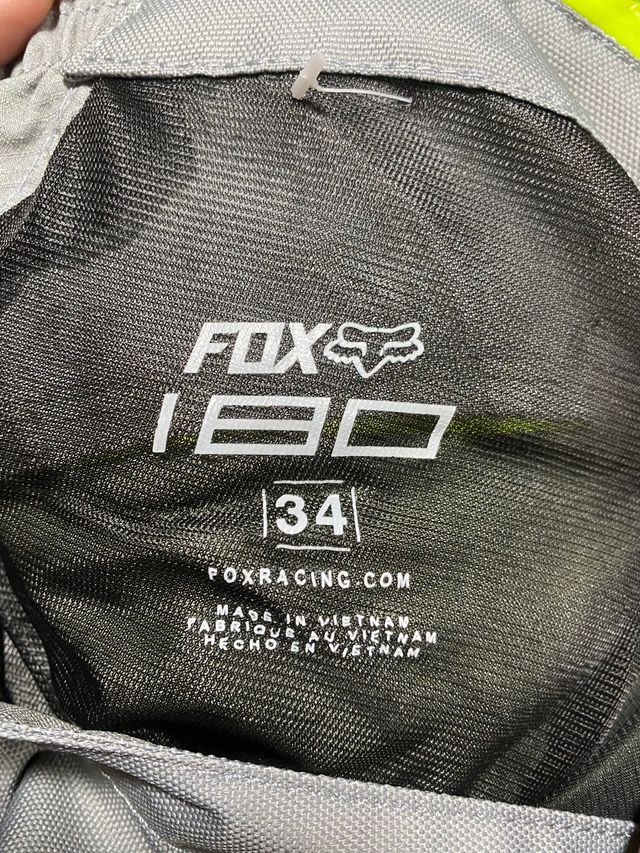 FOX
180
34
FOXRACING.COM
MADE IN VIETNAM
FABRIQUE AU VIETNAM
HECHO EN VIETNAM